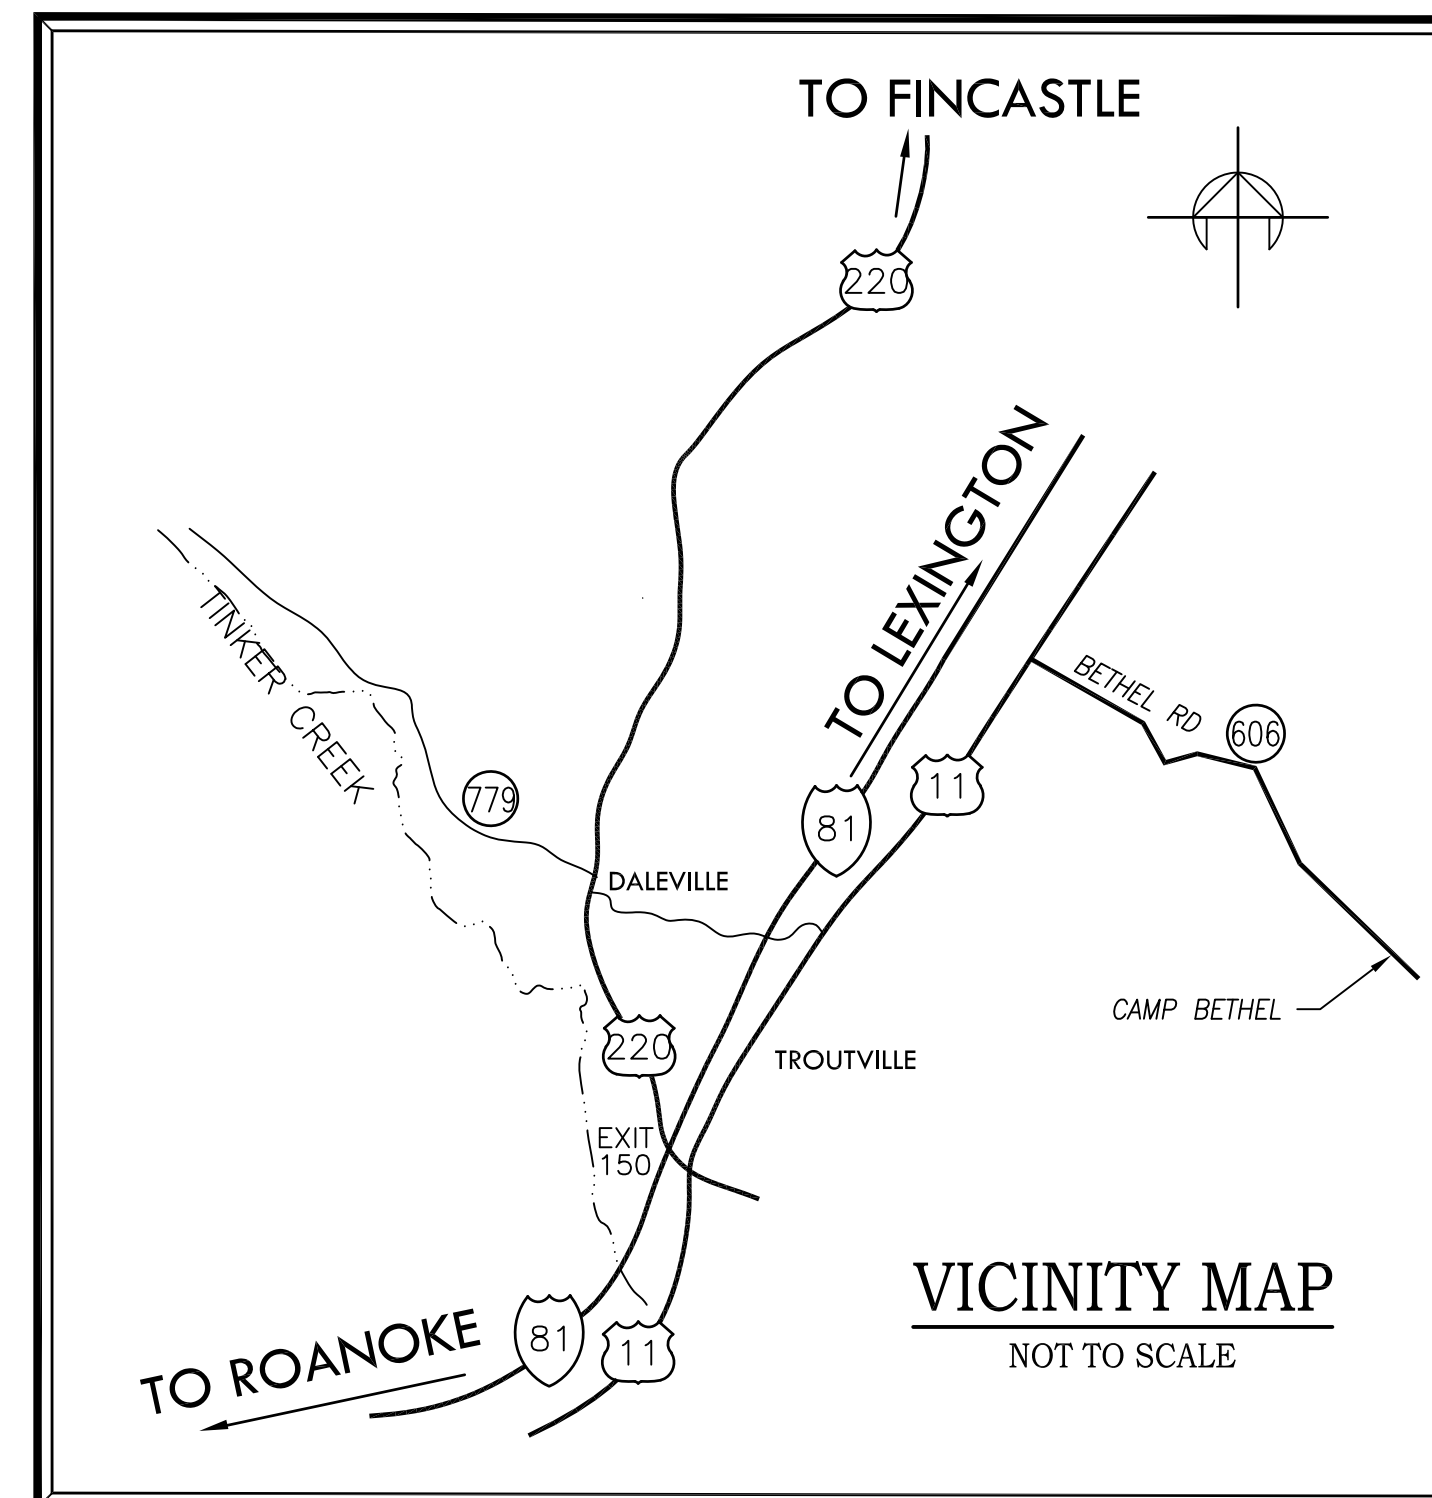 TO FINCASTLE
220
TO LEXINGTON
TINKER CREEK
BETHEL RD
606
779
11
81
DALEVILLE
CAMP BETHEL
220
TROUTVILLE
EXIT
150
VICINITY MAP
NOT TO SCALE
TO ROANOKE
81
11